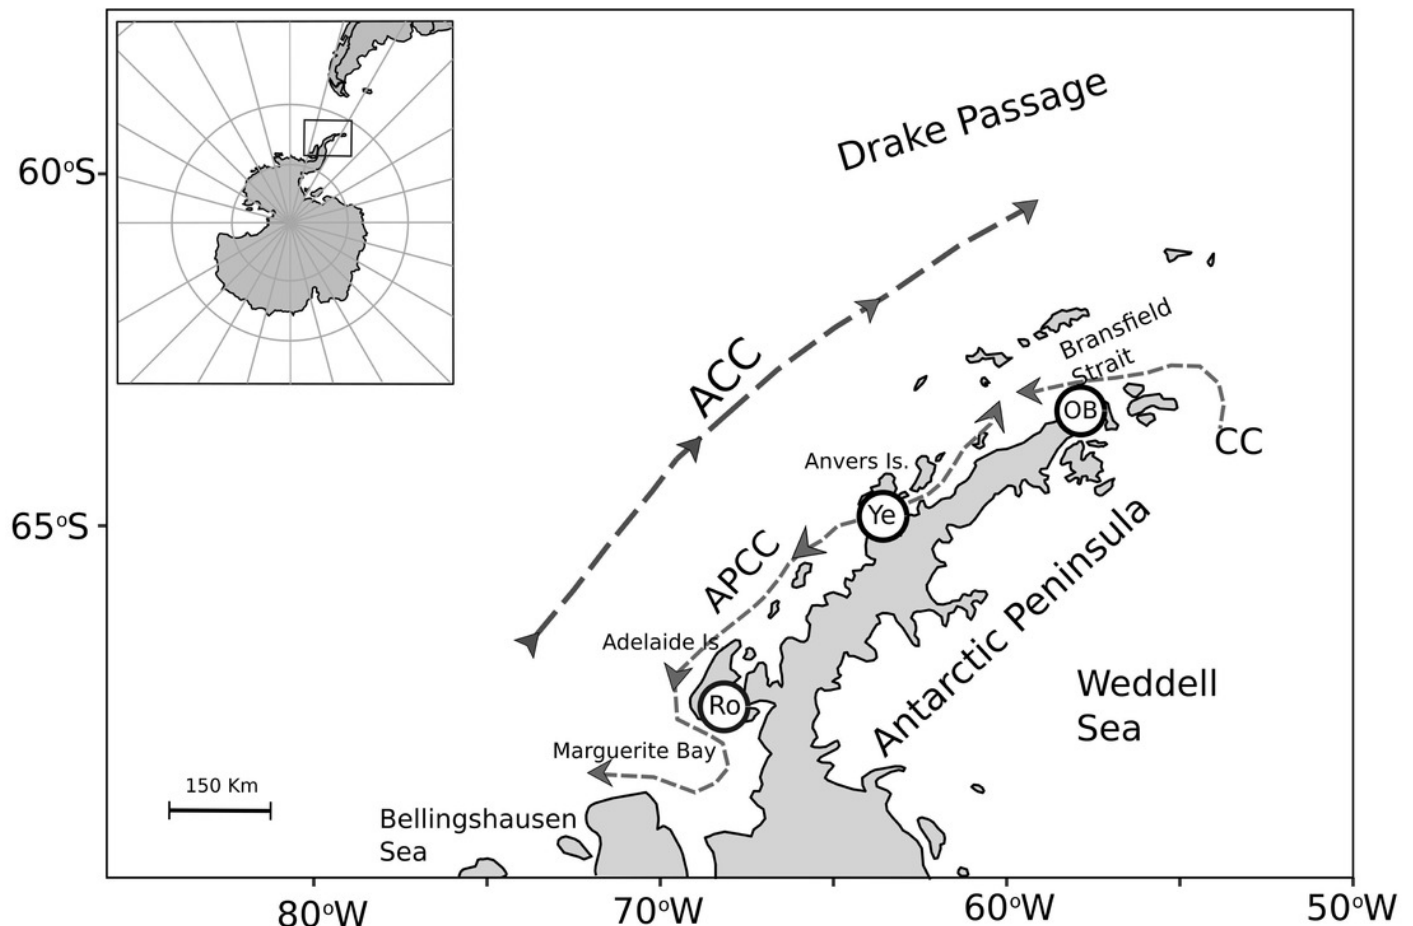 Drake Passage
60°S
ACC
Bransfield
Strait
OB
CC
Anvers Is.
Ye
65°S
APCC
Antarctic Peninsula
Adelaide Is.
Ro
Weddell
Sea
Marguerite Bay
150 Km
Bellingshausen
Sea
80°W
70°W
60°W
50°W